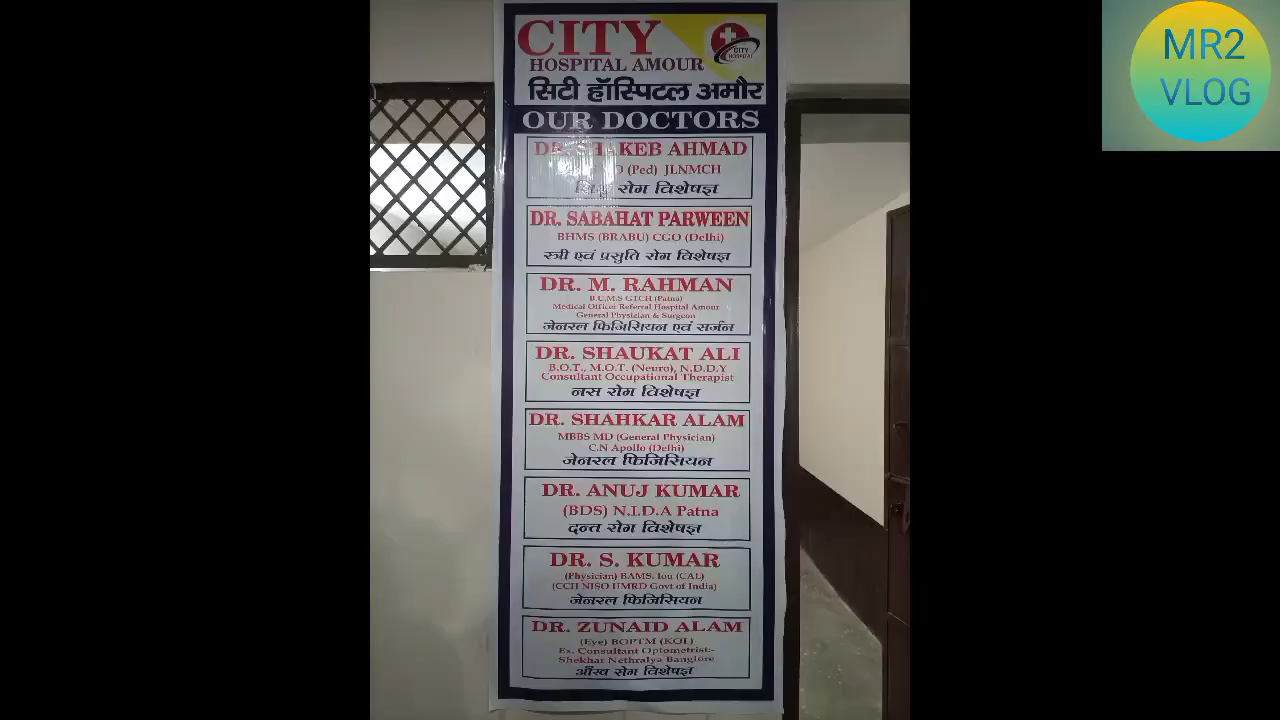 CITY
HOSPITAL AMOUR
CITY
HOSPITAL
सिटी हॉस्पिटल अमौर
OUR DOCTORS
DR. SHAKEB AHMAD
(Ped) JLNMCH
शिशु रोग विशेषज्ञ
DR. SABAHAT PARWEEN
BHMS (BRABU) CGO (Delhi)
स्त्री एवं प्रसुति रोग विशेषज्ञ
DR. M. RAHMAN
B.U.M.S GTCH (Patna)
Medical Officer Referral Hospital Amour
General Physician & Surgeon
जेनरल फिजिसियन एवं सर्जन
DR. SHAUKAT ALI
B.O.T., M.O.T. (Neuro), N.D.D.Y
Consultant Occupational Therapist
नस रोग विशेषज्ञ
DR. SHAHKAR ALAM
MBBS MD (General Physician)
C.N Apollo (Delhi)
जेनरल फिजिसियन
DR. ANUJ KUMAR
(BDS) N.I.D.A Patna
दन्त रोग विशेषज्ञ
DR. S. KUMAR
(Physician) BAMS. (CAL)
(CCH NISO HMRD Govt of India)
जेनरल फिजिसियन
DR. ZUNAID ALAM
(Eye) BOPTM (KOL)
Ex. Consultant Optometrist:-
Shekhar Nethralya Banglore
आँख रोग विशेषज्ञ
MR2
VLOG